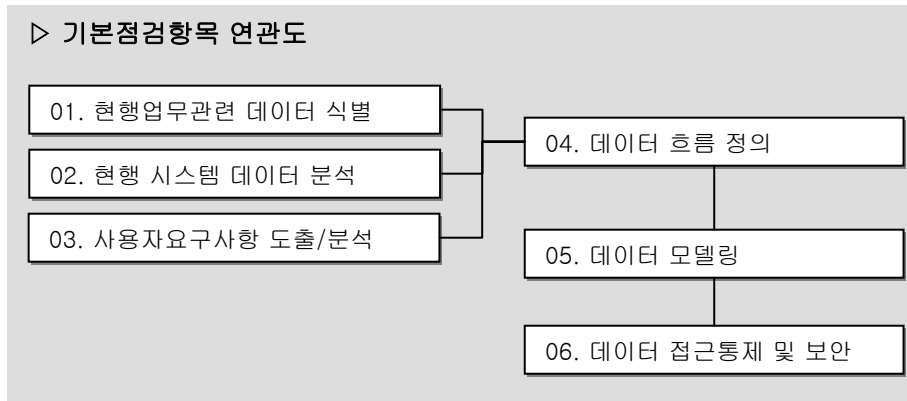 ▷ 기본점검항목 연관도
01. 현행업무관련 데이터 식별
02. 현행 시스템 데이터 분석
03. 사용자요구사항 도출/분석
04. 데이터 흐름 정의
05. 데이터 모델링
06. 데이터 접근통제 및 보안